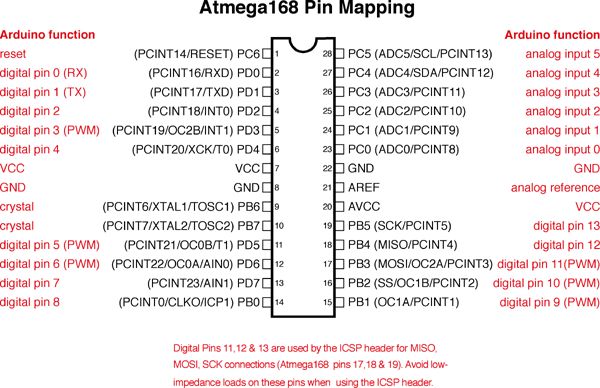 Atmega168 Pin Mapping
Arduino function Arduino function
reset (PCINT14/RESET) PC6 1 28 PC5 (ADC5/SCL/PCINT13) analog input 5
digital pin 0 (RX) (PCINT16/RXD) PD0 2 27 PC4 (ADC4/SDA/PCINT12) analog input 4
digital pin 1 (TX) (PCINT17/TXD) PD1 3 26 PC3 (ADC3/PCINT11) analog input 3
digital pin 2 (PCINT18/INT0) PD2 4 25 PC2 (ADC2/PCINT10) analog input 2
digital pin 3 (PWM) (PCINT19/OC2B/INT1) PD3 5 24 PC1 (ADC1/PCINT9) analog input 1
digital pin 4 (PCINT20/XCK/T0) PD4 6 23 PC0 (ADC0/PCINT8) analog input 0
VCC VCC 7 22 GND GND
GND GND 8 21 AREF analog reference
crystal (PCINT6/XTAL1/TOSC1) PB6 9 20 AVCC VCC
crystal (PCINT7/XTAL2/TOSC2) PB7 10 19 PB5 (SCK/PCINT5) digital pin 13
digital pin 5 (PWM) (PCINT21/OC0B/T1) PD5 11 18 PB4 (MISO/PCINT4) digital pin 12
digital pin 6 (PWM) (PCINT22/OC0A/AIN0) PD6 12 17 PB3 (MOSI/OC2A/PCINT3) digital pin 11(PWM)
digital pin 7 (PCINT23/AIN1) PD7 13 16 PB2 (SS/OC1B/PCINT2) digital pin 10 (PWM)
digital pin 8 (PCINT0/CLKO/ICP1) PB0 14 15 PB1 (OC1A/PCINT1) digital pin 9 (PWM)
Digital Pins 11,12 & 13 are used by the ICSP header for MISO,
MOSI, SCK connections (Atmega168 pins 17,18 & 19). Avoid low-
impedance loads on these pins when using the ICSP header.